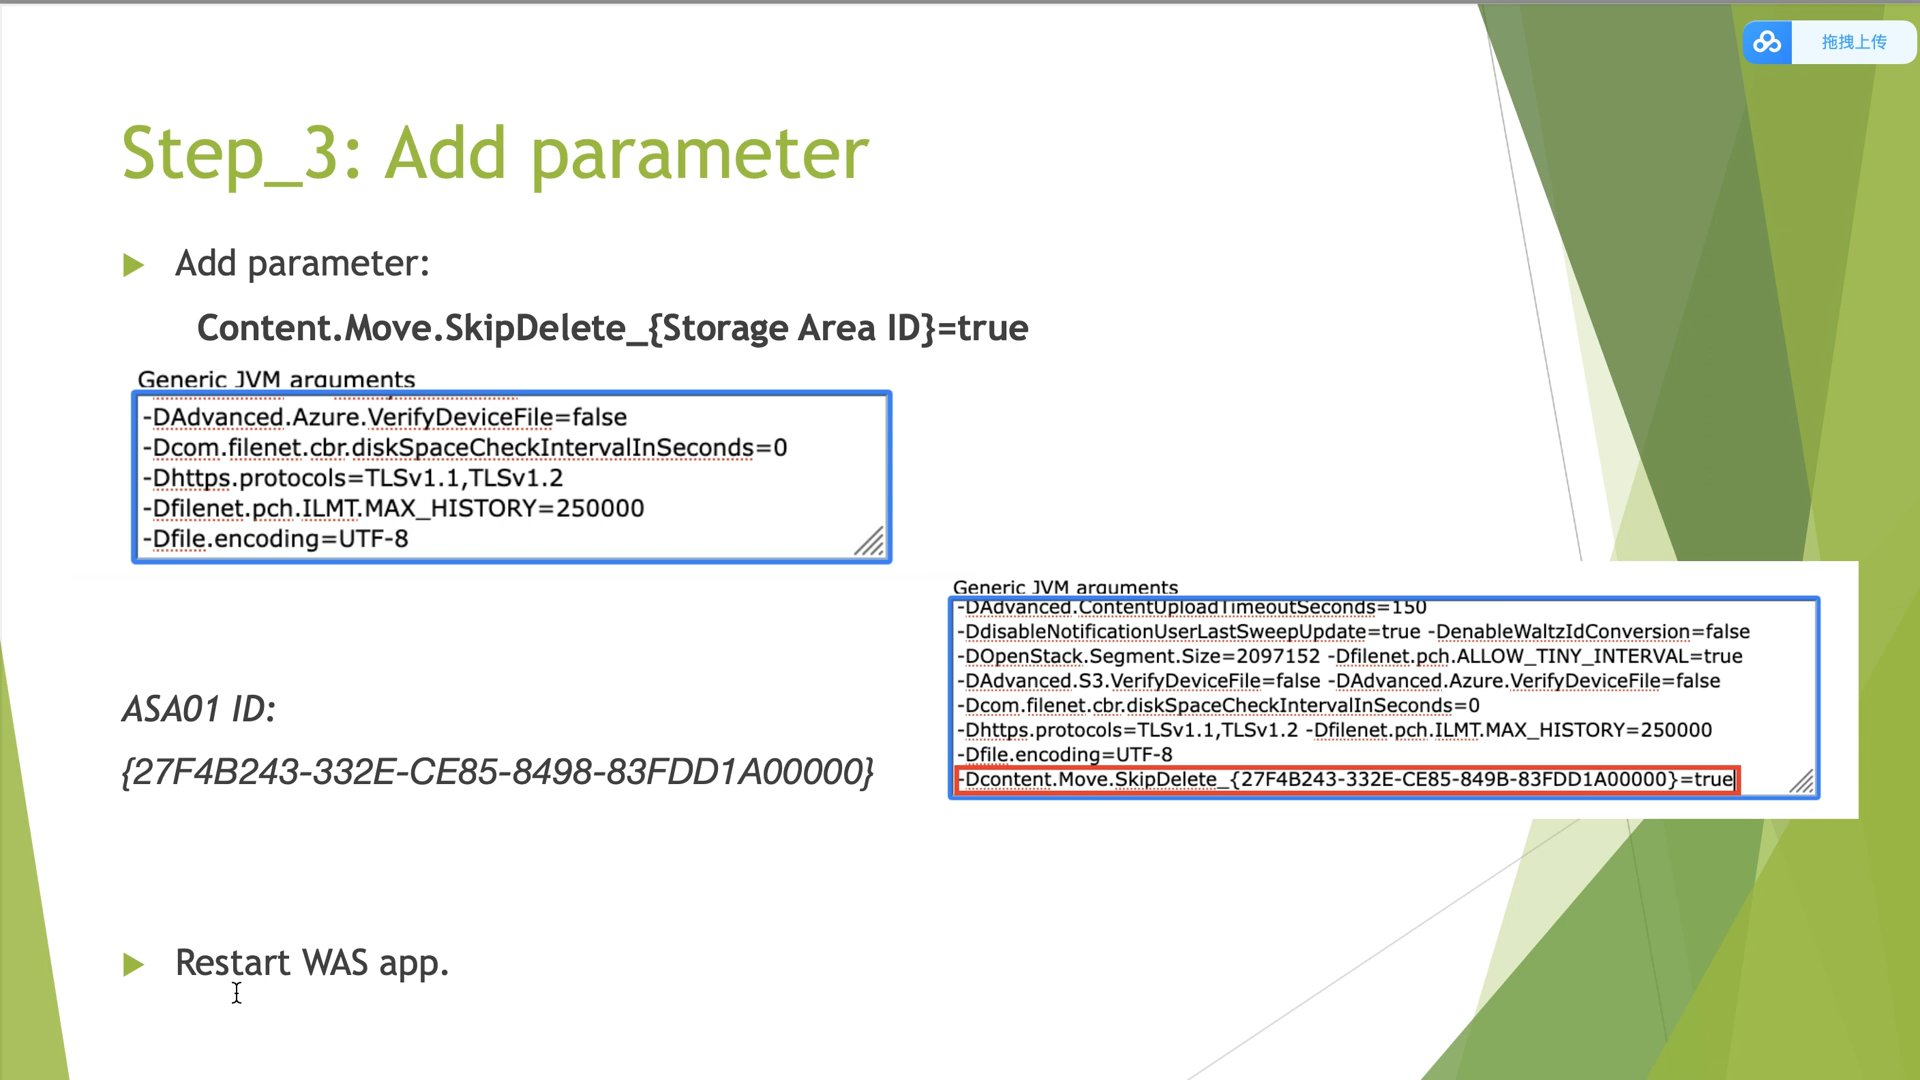 拖拽上传
Step_3: Add parameter
Add parameter:
Content.Move.SkipDelete_{Storage Area ID}=true
Generic JVM arguments
-DAdvanced.Azure.VerifyDeviceFile=false
-Dcom.filenet.cbr.diskSpaceCheckIntervalInSeconds=0
-Dhttps.protocols=TLSv1.1,TLSv1.2
-Dfilenet.pch.ILMT.MAX_HISTORY=250000
-Dfile.encoding=UTF-8
Generic JVM arguments
-DAdvanced.ContentUploadTimeoutSeconds=150
-DdisableNotificationUserLastSweepUpdate=true -DenableWaltzIdConversion=false
-DOpenStack.Segment.Size=2097152 -Dfilenet.pch.ALLOW_TINY_INTERVAL=true
-DAdvanced.S3.VerifyDeviceFile=false -DAdvanced.Azure.VerifyDeviceFile=false
-Dcom.filenet.cbr.diskSpaceCheckIntervalInSeconds=0
-Dhttps.protocols=TLSv1.1,TLSv1.2 -Dfilenet.pch.ILMT.MAX_HISTORY=250000
-Dfile.encoding=UTF-8
-Dcontent.Move.SkipDelete_{27F4B243-332E-CE85-849B-83FDD1A00000}=true
ASA01 ID:
{27F4B243-332E-CE85-8498-83FDD1A00000}
Restart WAS app.